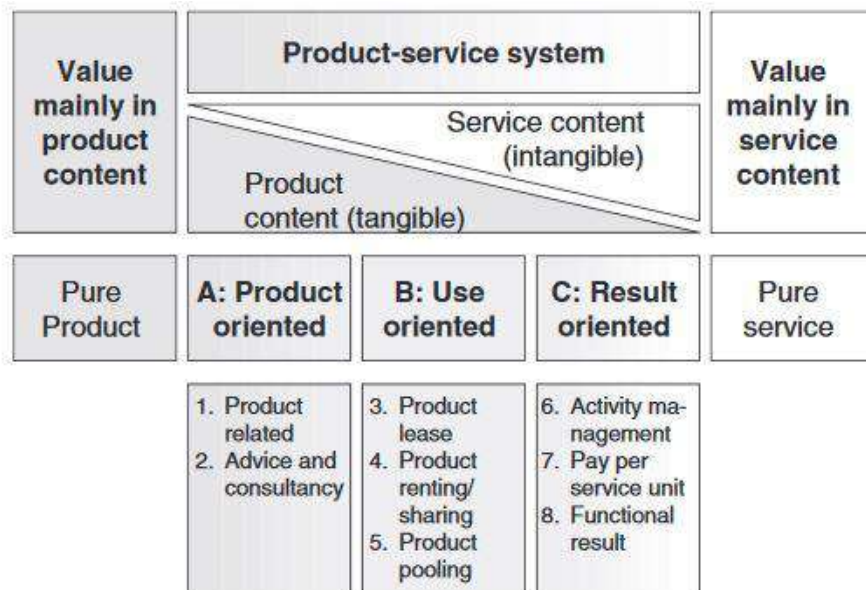 Value
mainly in
product
content
Product-service system
Service content
(intangible)
Product
content (tangible)
Value
mainly in
service
content
Pure
Product
A: Product
oriented
B: Use
oriented
C: Result
oriented
Pure
service
1. Product
related
2. Advice and
consultancy
3. Product
lease
4. Product
renting/
sharing
5. Product
pooling
6. Activity ma-
nagement
7. Pay per
service unit
8. Functional
result